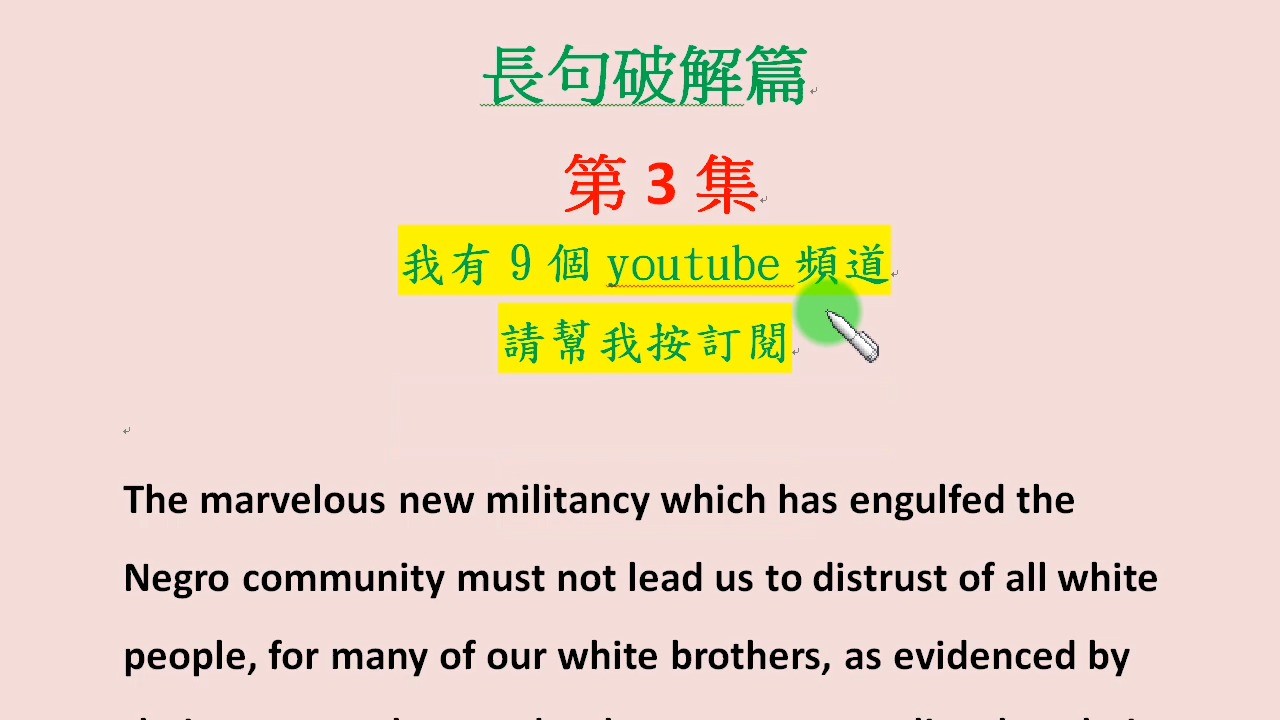 長句破解篇
第 3 集
我有 9 個 youtube 頻道
請幫我按訂閱
The marvelous new militancy which has engulfed the
Negro community must not lead us to distrust of all white
people, for many of our white brothers, as evidenced by